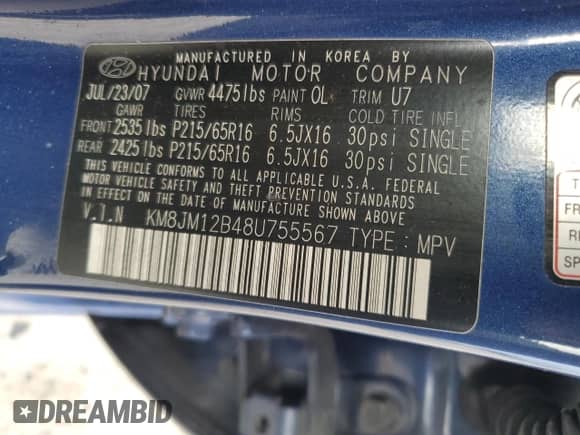 MANUFACTURED IN KOREA BY
HYUNDAI MOTOR COMPANY
JUL/23/07 GVWR 4475lbs PAINT OL TRIM U7
GAWR TIRES RIMS COLD TIRE INFL.
FRONT 2535lbs P215/65R16 6.5JX16 30psi SINGLE
REAR 2425lbs P215/65R16 6.5JX16 30psi SINGLE
THIS VEHICLE CONFORMS TO ALL APPLICABLE U.S.A. FEDERAL
MOTOR VEHICLE SAFETY AND THEFT PREVENTION STANDARDS
IN EFFECT ON THE DATE OF MANUFACTURE SHOWN ABOVE
V.I.N KM8JM12B48U755567 TYPE : MPV
T
FR
RE
SP
DREAMBID